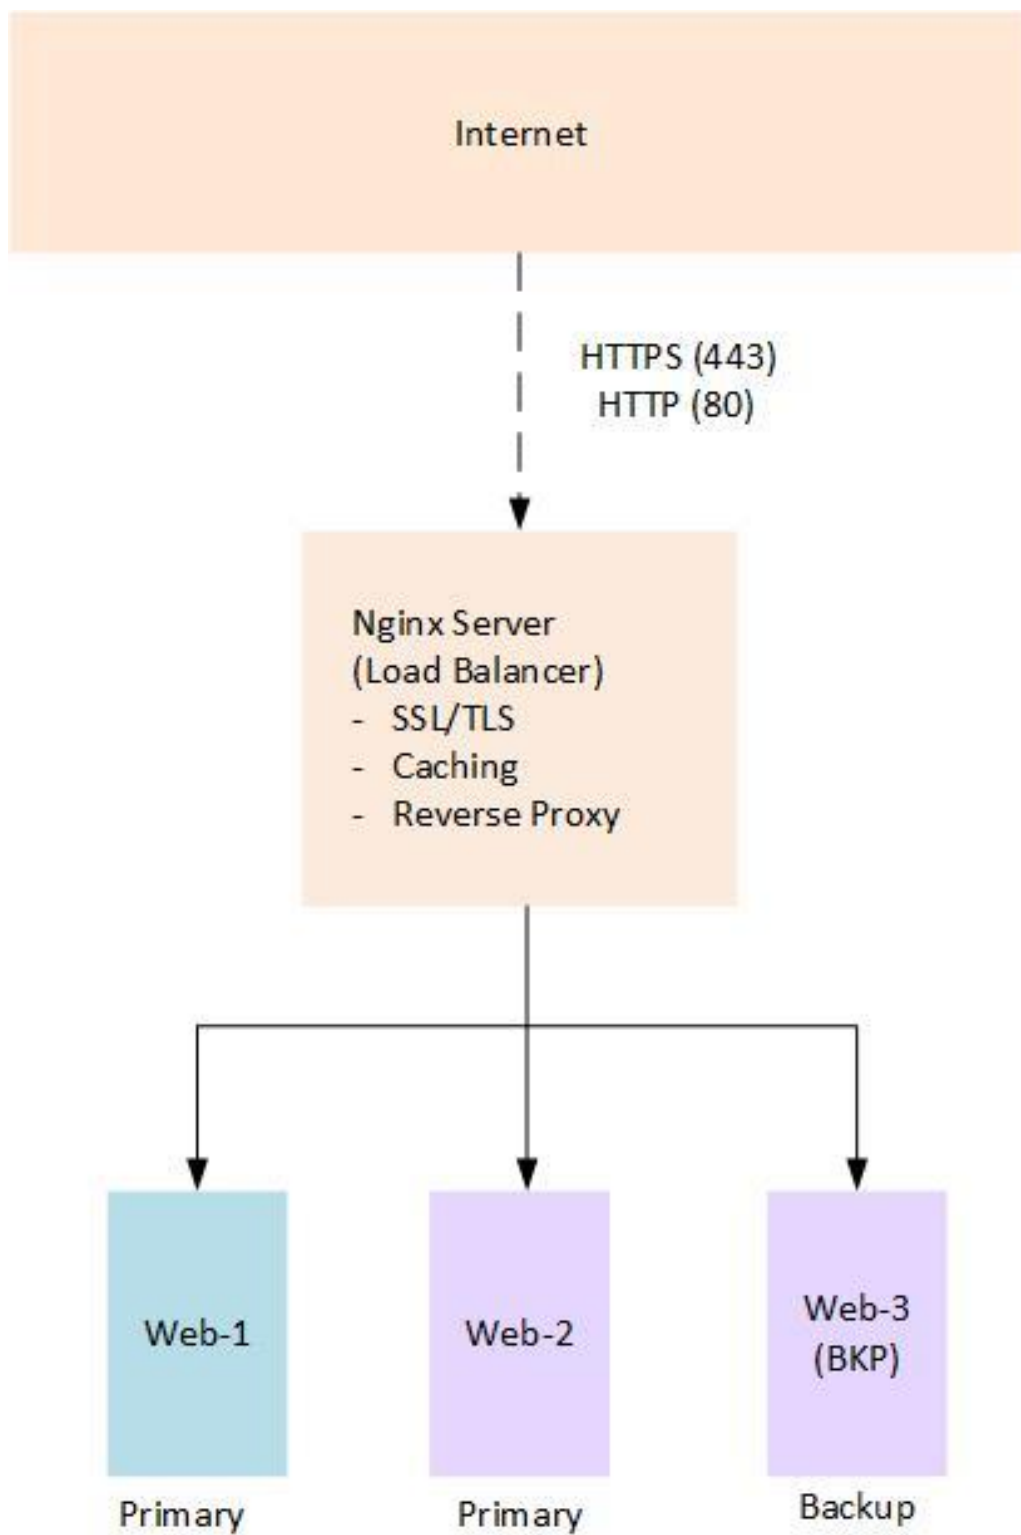 Internet
HTTPS (443)
HTTP (80)
Nginx Server
(Load Balancer)
- SSL/TLS
- Caching
- Reverse Proxy
Web-1
Web-2
Web-3
(BKP)
Primary
Primary
Backup